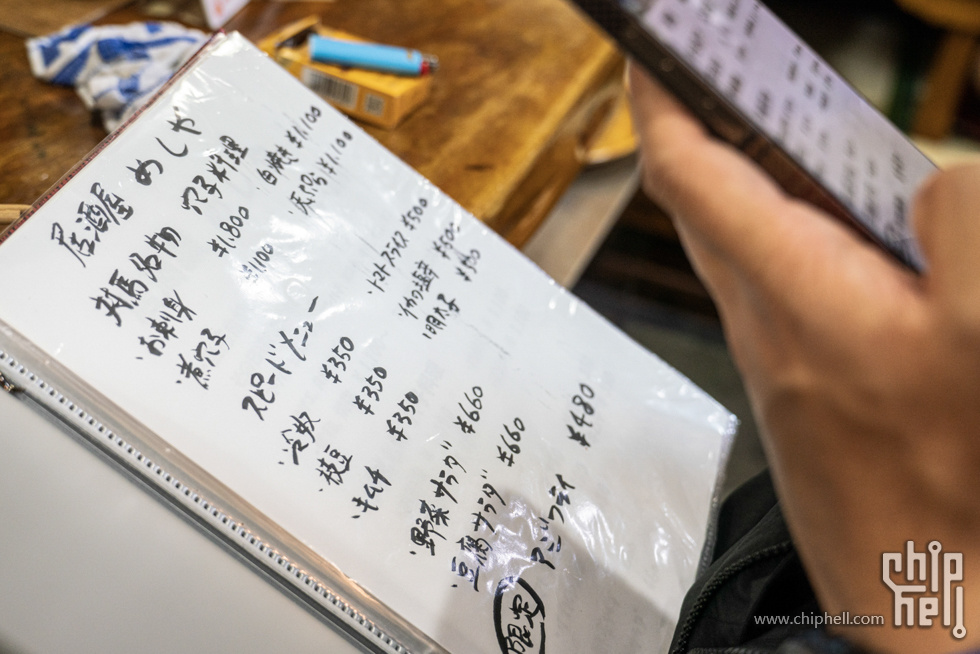 居酒屋 めしや
対馬名物 穴子料理
・お刺身 ¥1,800 ・白焼き ¥1,100
・煮穴子 ¥1,100 ・天ぷら ¥1,100
スピードメニュー
・冷奴 ¥350 ・トマトスライス ¥500
・枝豆 ¥350 ・イカの塩辛 ¥500
・キムチ ¥350 ・明太子
・野菜サラダ ¥660
・豆腐サラダ ¥660
限定 アジフライ ¥480
chip hell
www.chiphell.com